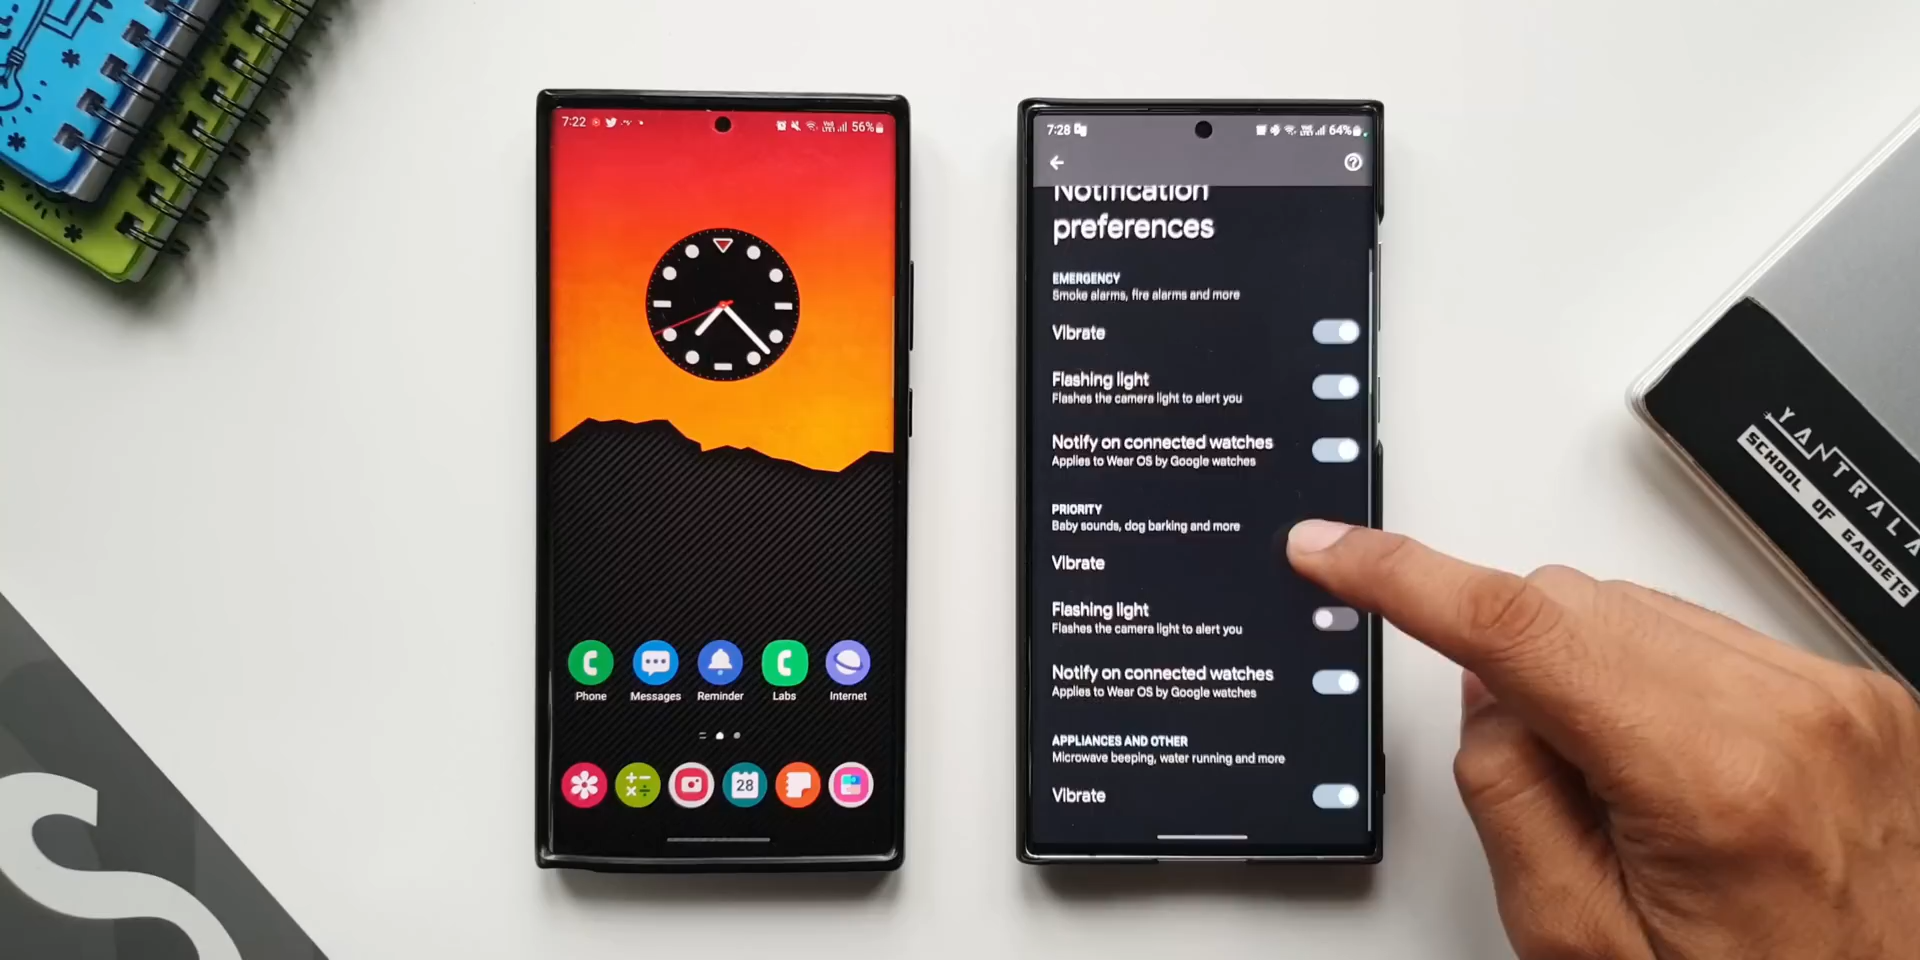 7:22
56%
Phone
Messages
Reminder
Labs
Internet
28
7:28
64%
Notification
preferences
EMERGENCY
Smoke alarms, fire alarms and more
Vibrate
Flashing light
Flashes the camera light to alert you
Notify on connected watches
Applies to Wear OS by Google watches
PRIORITY
Baby sounds, dog barking and more
Vibrate
Flashing light
Flashes the camera light to alert you
Notify on connected watches
Applies to Wear OS by Google watches
APPLIANCES AND OTHER
Microwave beeping, water running and more
Vibrate
YANTRALA
SCHOOL OF GADGETS
S